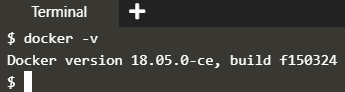 Terminal +
$ docker -v
Docker version 18.05.0-ce, build f150324
$